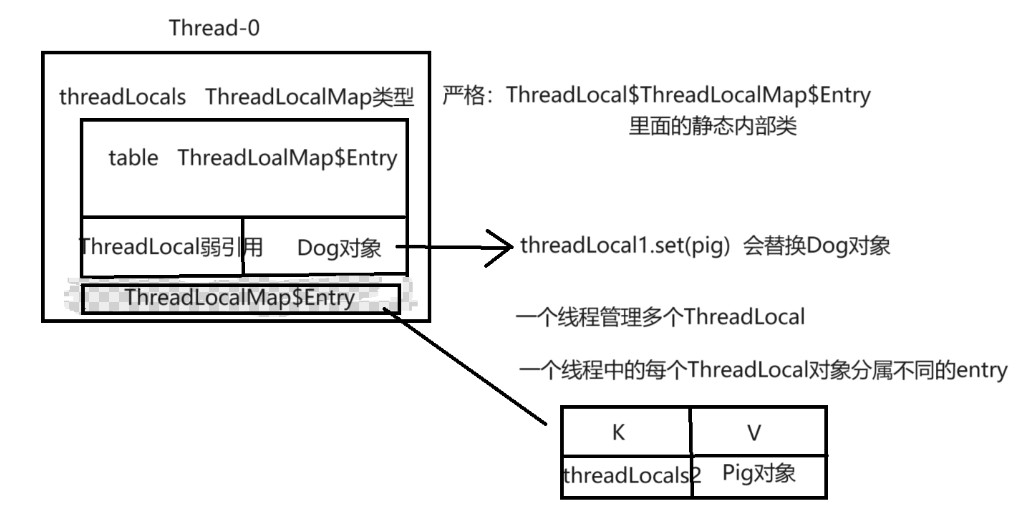 Thread-0
threadLocals ThreadLocalMap类型
严格：ThreadLocal$ThreadLocalMap$Entry
里面的静态内部类
table ThreadLoalMap$Entry
ThreadLocal弱引用 Dog对象
threadLocal1.set(pig) 会替换Dog对象
ThreadLocalMap$Entry
一个线程管理多个ThreadLocal
一个线程中的每个ThreadLocal对象分属不同的entry
K V
threadLocals2 Pig对象